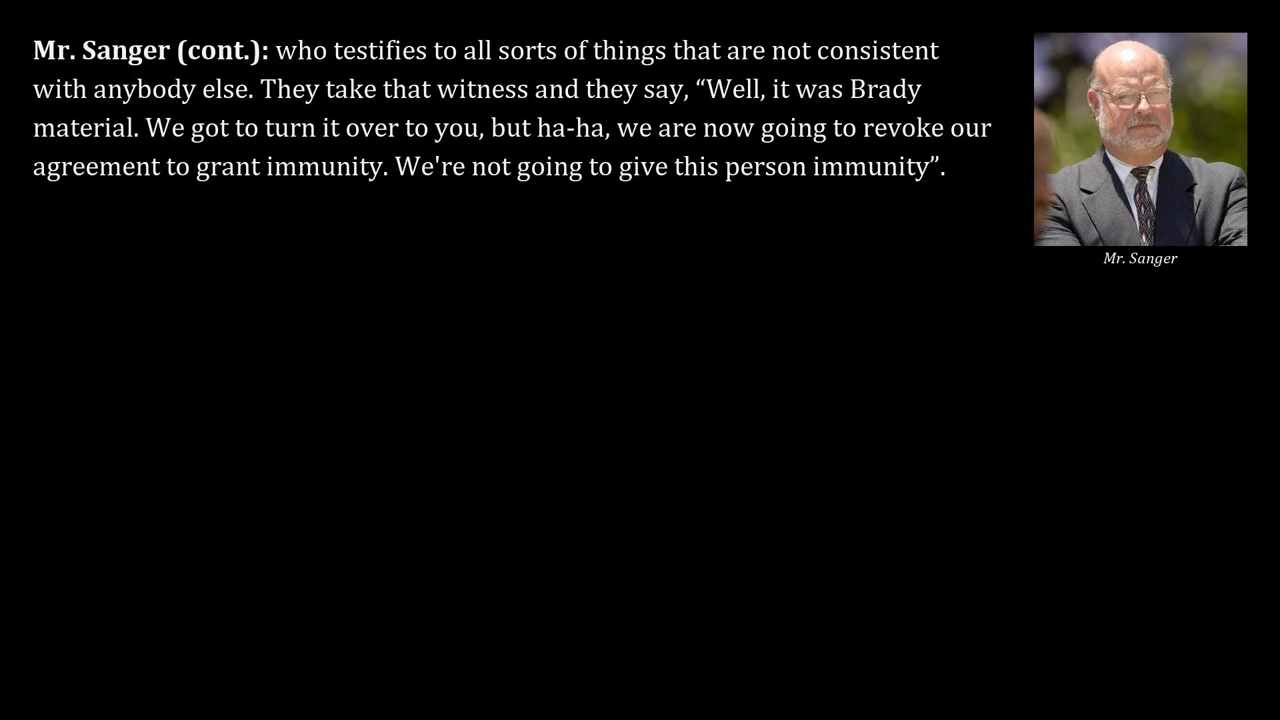 Mr. Sanger (cont.): who testifies to all sorts of things that are not consistent
with anybody else. They take that witness and they say, “Well, it was Brady
material. We got to turn it over to you, but ha-ha, we are now going to revoke our
agreement to grant immunity. We're not going to give this person immunity”.
Mr. Sanger